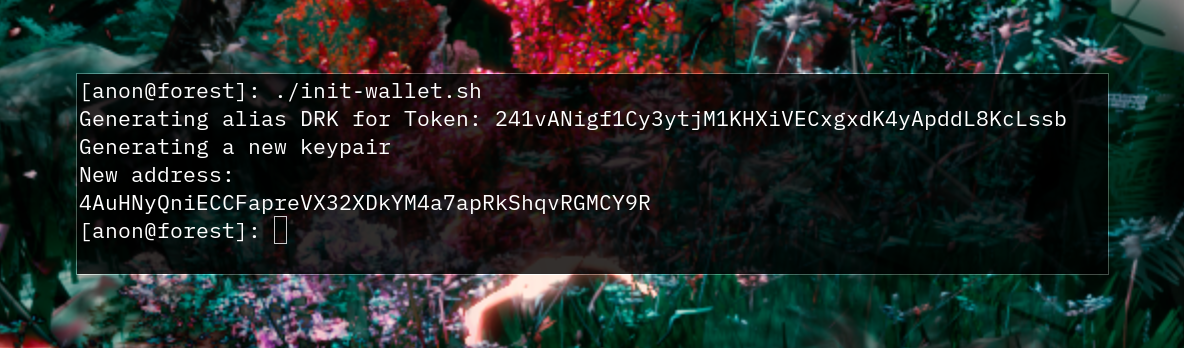 [anon@forest]: ./init-wallet.sh
Generating alias DRK for Token: 241vANigf1Cy3ytjM1KHXiVECxgxdK4yApddL8KcLssb
Generating a new keypair
New address:
4AuHNyQniECCFapreVX32XDkYM4a7apRkShqvRGMCY9R
[anon@forest]: